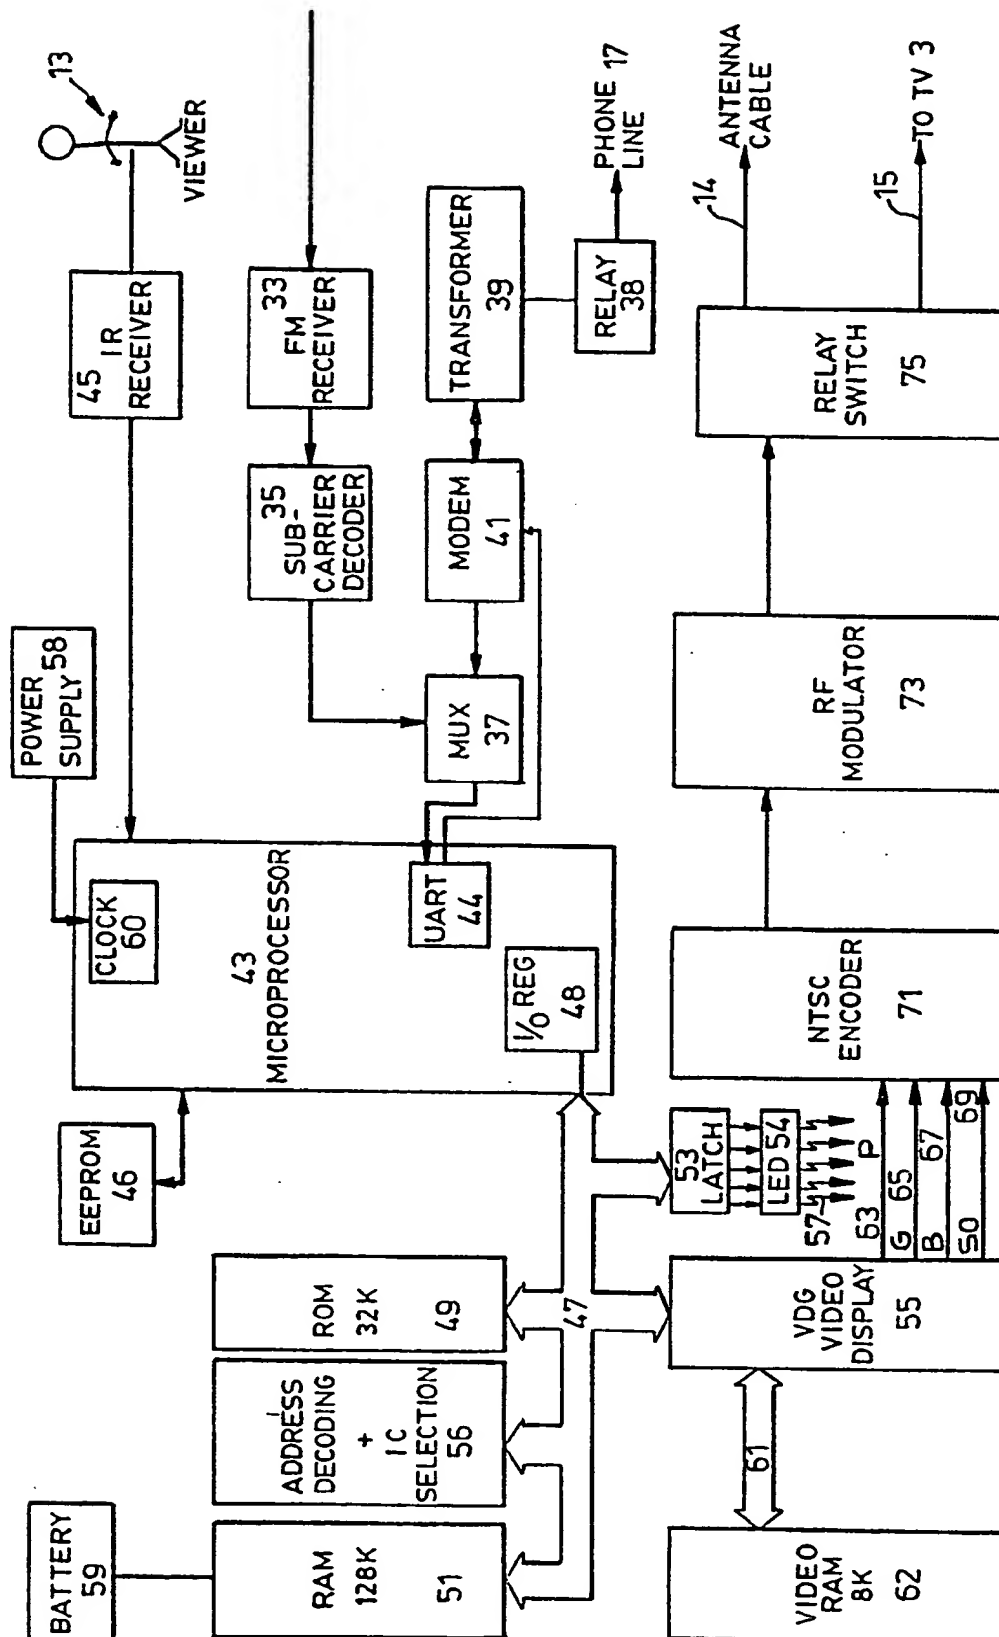 BATTERY
59
RAM
128K
51
ADDRESS
DECODING
+
IC
SELECTION
56
ROM
32K
49
EEPROM
46
47
POWER
SUPPLY 58
CLOCK
60
43
MICROPROCESSOR
UART
44
I/O REG
48
45 IR
RECEIVER
13
VIEWER
33
FM
RECEIVER
35
SUB-
CARRIER
DECODER
MUX
37
MODEM
41
TRANSFORMER
39
RELAY
38
PHONE 17
LINE
53
LATCH
LED 54
57
VIDEO
RAM
8K
62
61
VDG
VIDEO
DISPLAY
55
63 P
G 65
B 67
SO 69
NTSC
ENCODER
71
RF
MODULATOR
73
RELAY
SWITCH
75
14
ANTENNA
CABLE
15
TO TV 3